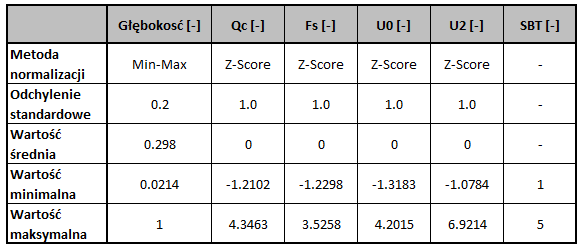 Głębokosć [-] Qc [-] Fs [-] U0 [-] U2 [-] SBT [-]
Metoda
normalizacji Min-Max Z-Score Z-Score Z-Score Z-Score -
Odchylenie
standardowe 0.2 1.0 1.0 1.0 1.0 -
Wartość
średnia 0.298 0 0 0 0 -
Wartość
minimalna 0.0214 -1.2102 -1.2298 -1.3183 -1.0784 1
Wartość
maksymalna 1 4.3463 3.5258 4.2015 6.9214 5